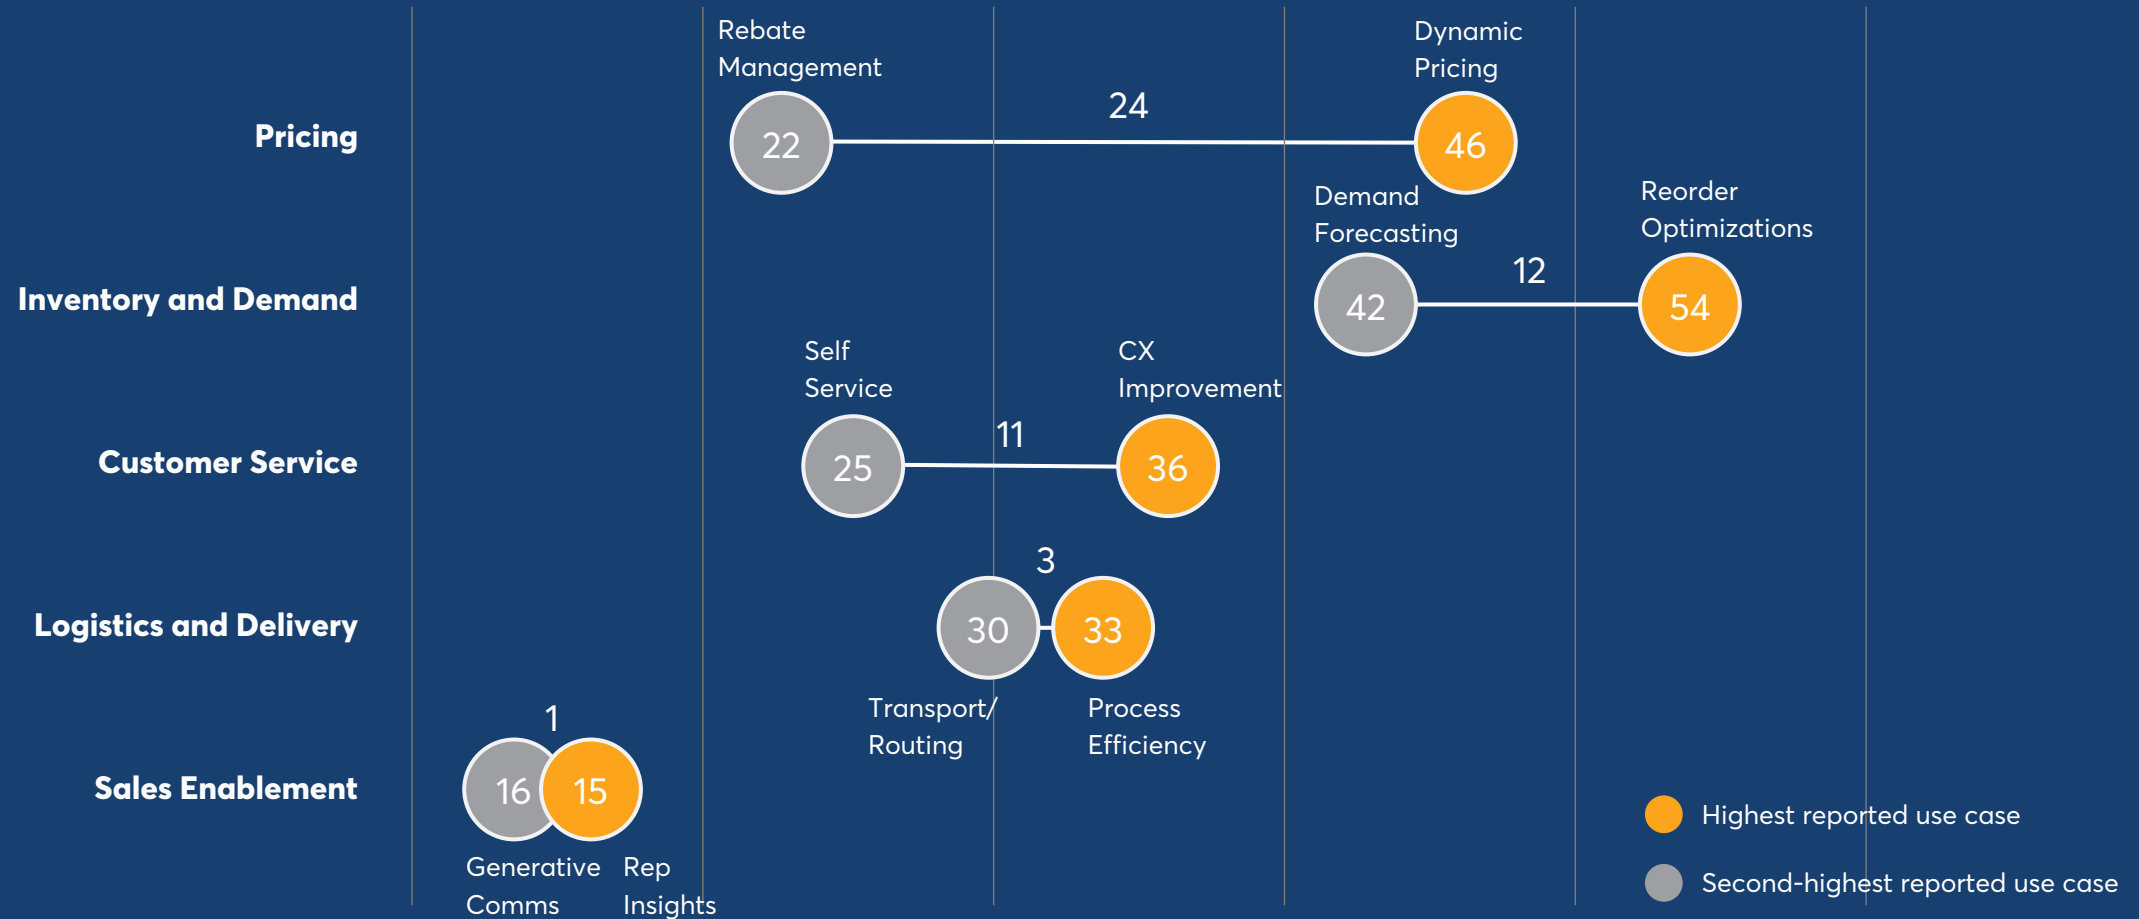 Rebate
Management
Dynamic
Pricing
24
Pricing
22
46
Demand
Forecasting
Reorder
Optimizations
12
Inventory and Demand
42
54
Self
Service
CX
Improvement
11
Customer Service
25
36
3
Logistics and Delivery
30
33
Transport/
Routing
Process
Efficiency
1
Sales Enablement
16
15
Generative
Comms
Rep
Insights
Highest reported use case
Second-highest reported use case